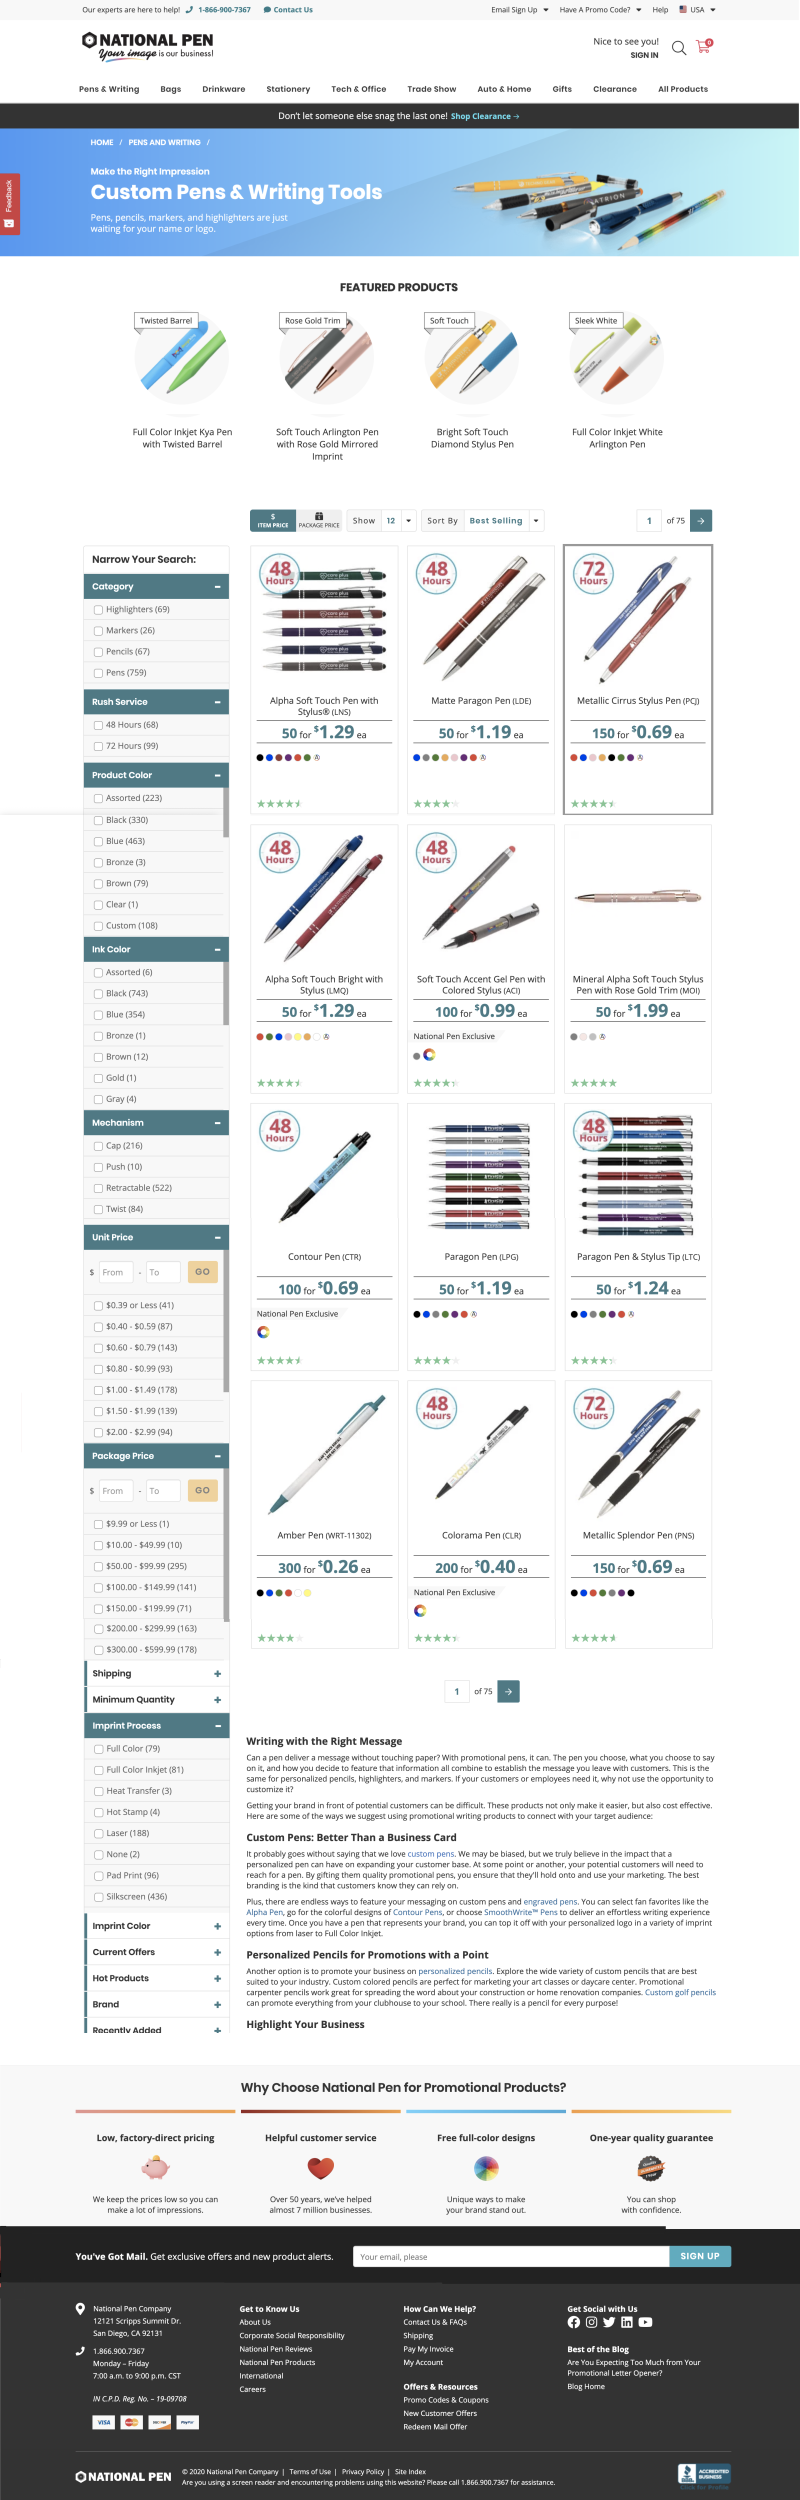 Our experts are here to help! 1-866-900-7367 Contact Us Email Sign Up Have A Promo Code? Help USA
NATIONAL PEN
Your image is our business!
Nice to see you!
SIGN IN
0
Pens & Writing Bags Drinkware Stationery Tech & Office Trade Show Auto & Home Gifts Clearance All Products
Don't let someone else snag the last one! Shop Clearance →
HOME / PENS AND WRITING /
Make the Right Impression
Custom Pens & Writing Tools
Pens, pencils, markers, and highlighters are just
waiting for your name or logo.
Feedback
FEATURED PRODUCTS
Twisted Barrel
Rose Gold Trim
Soft Touch
Sleek White
Full Color Inkjet Kya Pen
with Twisted Barrel
Soft Touch Arlington Pen
with Rose Gold Mirrored
Imprint
Bright Soft Touch
Diamond Stylus Pen
Full Color Inkjet White
Arlington Pen
$ ITEM PRICE
PACKAGE PRICE
Show 12
Sort By Best Selling
1 of 75 →
Narrow Your Search:
Category −
Highlighters (69)
Markers (26)
Pencils (67)
Pens (759)
Rush Service −
48 Hours (68)
72 Hours (99)
Product Color −
Assorted (223)
Black (330)
Blue (463)
Bronze (3)
Brown (79)
Clear (1)
Custom (108)
Ink Color −
Assorted (6)
Black (743)
Blue (354)
Bronze (1)
Brown (12)
Gold (1)
Gray (4)
Mechanism −
Cap (216)
Push (10)
Retractable (522)
Twist (84)
Unit Price −
$ From - To GO
$0.39 or Less (41)
$0.40 - $0.59 (87)
$0.60 - $0.79 (143)
$0.80 - $0.99 (93)
$1.00 - $1.49 (178)
$1.50 - $1.99 (139)
$2.00 - $2.99 (94)
Package Price −
$ From - To GO
$9.99 or Less (1)
$10.00 - $49.99 (10)
$50.00 - $99.99 (295)
$100.00 - $149.99 (141)
$150.00 - $199.99 (71)
$200.00 - $299.99 (163)
$300.00 - $599.99 (178)
Shipping +
Minimum Quantity +
Imprint Process −
Full Color (79)
Full Color Inkjet (81)
Heat Transfer (3)
Hot Stamp (4)
Laser (188)
None (2)
Pad Print (96)
Silkscreen (436)
Imprint Color +
Current Offers +
Hot Products +
Brand +
Recently Added +
48 Hours
Alpha Soft Touch Pen with
Stylus® (LNS)
50 for $1.29 ea
48 Hours
Matte Paragon Pen (LDE)
50 for $1.19 ea
72 Hours
Metallic Cirrus Stylus Pen (PCJ)
150 for $0.69 ea
48 Hours
Alpha Soft Touch Bright with
Stylus (LMQ)
50 for $1.29 ea
48 Hours
Soft Touch Accent Gel Pen with
Colored Stylus (ACI)
100 for $0.99 ea
National Pen Exclusive
Mineral Alpha Soft Touch Stylus
Pen with Rose Gold Trim (MOI)
50 for $1.99 ea
48 Hours
Contour Pen (CTR)
100 for $0.69 ea
National Pen Exclusive
Paragon Pen (LPG)
50 for $1.19 ea
48 Hours
Paragon Pen & Stylus Tip (LTC)
50 for $1.24 ea
Amber Pen (WRT-11302)
300 for $0.26 ea
48 Hours
Colorama Pen (CLR)
200 for $0.40 ea
National Pen Exclusive
72 Hours
Metallic Splendor Pen (PNS)
150 for $0.69 ea
1 of 75 →
Writing with the Right Message
Can a pen deliver a message without touching paper? With promotional pens, it can. The pen you choose, what you choose to say
on it, and how you decide to feature that information all combine to establish the message you leave with customers. This is the
same for personalized pencils, highlighters, and markers. If your customers or employees need it, why not use the opportunity to
customize it?
Getting your brand in front of potential customers can be difficult. These products not only make it easier, but also cost effective.
Here are some of the ways we suggest using promotional writing products to connect with your target audience:
Custom Pens: Better Than a Business Card
It probably goes without saying that we love custom pens. We may be biased, but we truly believe in the impact that a
personalized pen can have on expanding your customer base. At some point or another, your potential customers will need to
reach for a pen. By gifting them quality promotional pens, you ensure that they'll hold onto and use your marketing. The best
branding is the kind that customers know they can rely on.
Plus, there are endless ways to feature your messaging on custom pens and engraved pens. You can select fan favorites like the
Alpha Pen, go for the colorful designs of Contour Pens, or choose SmoothWrite™ Pens to deliver an effortless writing experience
every time. Once you have a pen that represents your brand, you can top it off with your personalized logo in a variety of imprint
options from laser to Full Color Inkjet.
Personalized Pencils for Promotions with a Point
Another option is to promote your business on personalized pencils. Explore the wide variety of custom pencils that are best
suited to your industry. Custom colored pencils are perfect for marketing your art classes or daycare center. Promotional
carpenter pencils work great for spreading the word about your construction or home renovation companies. Custom golf pencils
can promote everything from your clubhouse to your school. There really is a pencil for every purpose!
Highlight Your Business
Why Choose National Pen for Promotional Products?
Low, factory-direct pricing
We keep the prices low so you can
make a lot of impressions.
Helpful customer service
Over 50 years, we've helped
almost 7 million businesses.
Free full-color designs
Unique ways to make
your brand stand out.
One-year quality guarantee
You can shop
with confidence.
You've Got Mail. Get exclusive offers and new product alerts. Your email, please SIGN UP
National Pen Company
12121 Scripps Summit Dr.
San Diego, CA 92131
1.866.900.7367
Monday – Friday
7:00 a.m. to 9:00 p.m. CST
IN C.P.D. Reg. No. – 19-09708
VISA
PayPal
Get to Know Us
About Us
Corporate Social Responsibility
National Pen Reviews
National Pen Products
International
Careers
How Can We Help?
Contact Us & FAQs
Shipping
Pay My Invoice
My Account
Offers & Resources
Promo Codes & Coupons
New Customer Offers
Redeem Mail Offer
Get Social with Us
Best of the Blog
Are You Expecting Too Much from Your
Promotional Letter Opener?
Blog Home
NATIONAL PEN
© 2020 National Pen Company | Terms of Use | Privacy Policy | Site Index
Are you using a screen reader and encountering problems using this website? Please call 1.866.900.7367 for assistance.
BBB ACCREDITED BUSINESS
Click for Profile